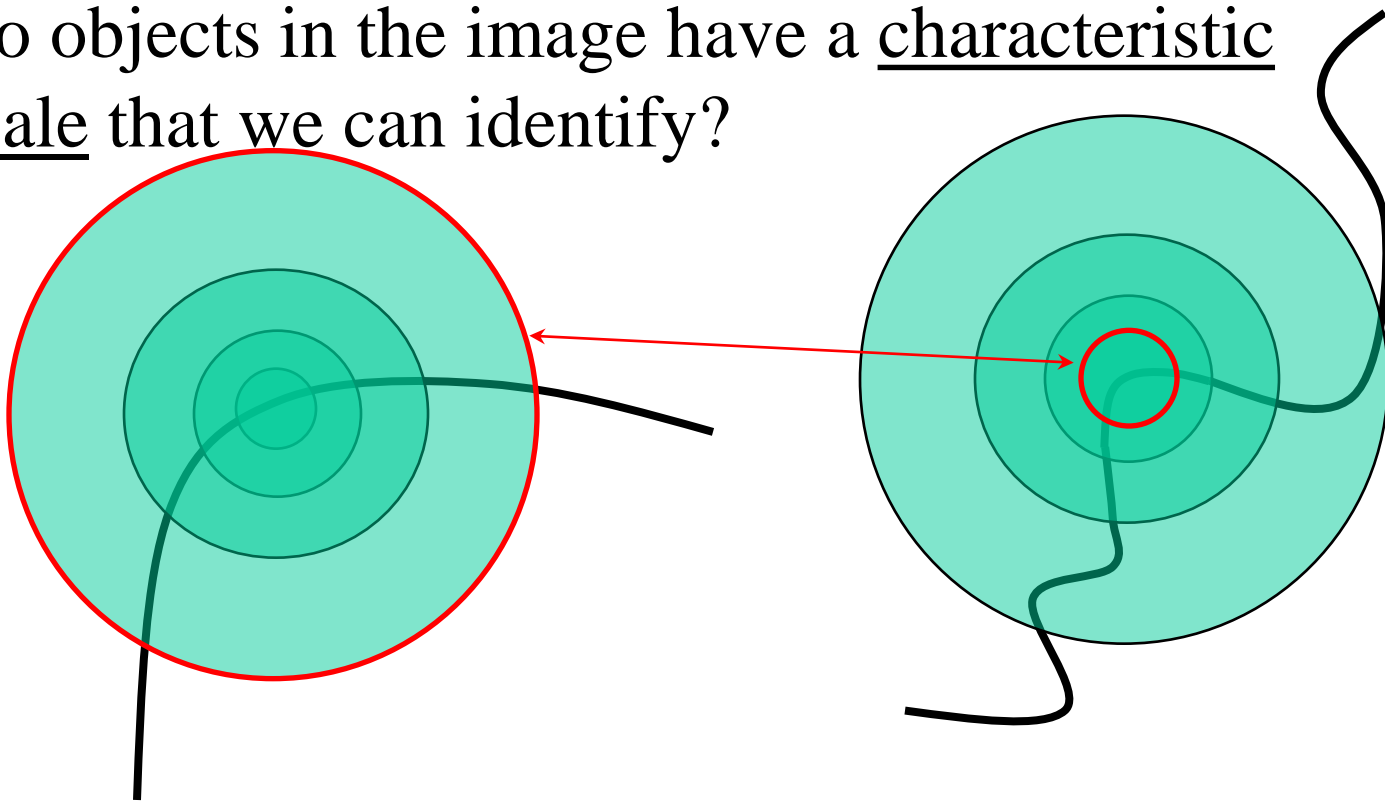 o objects in the image have a characteristic
ale that we can identify?